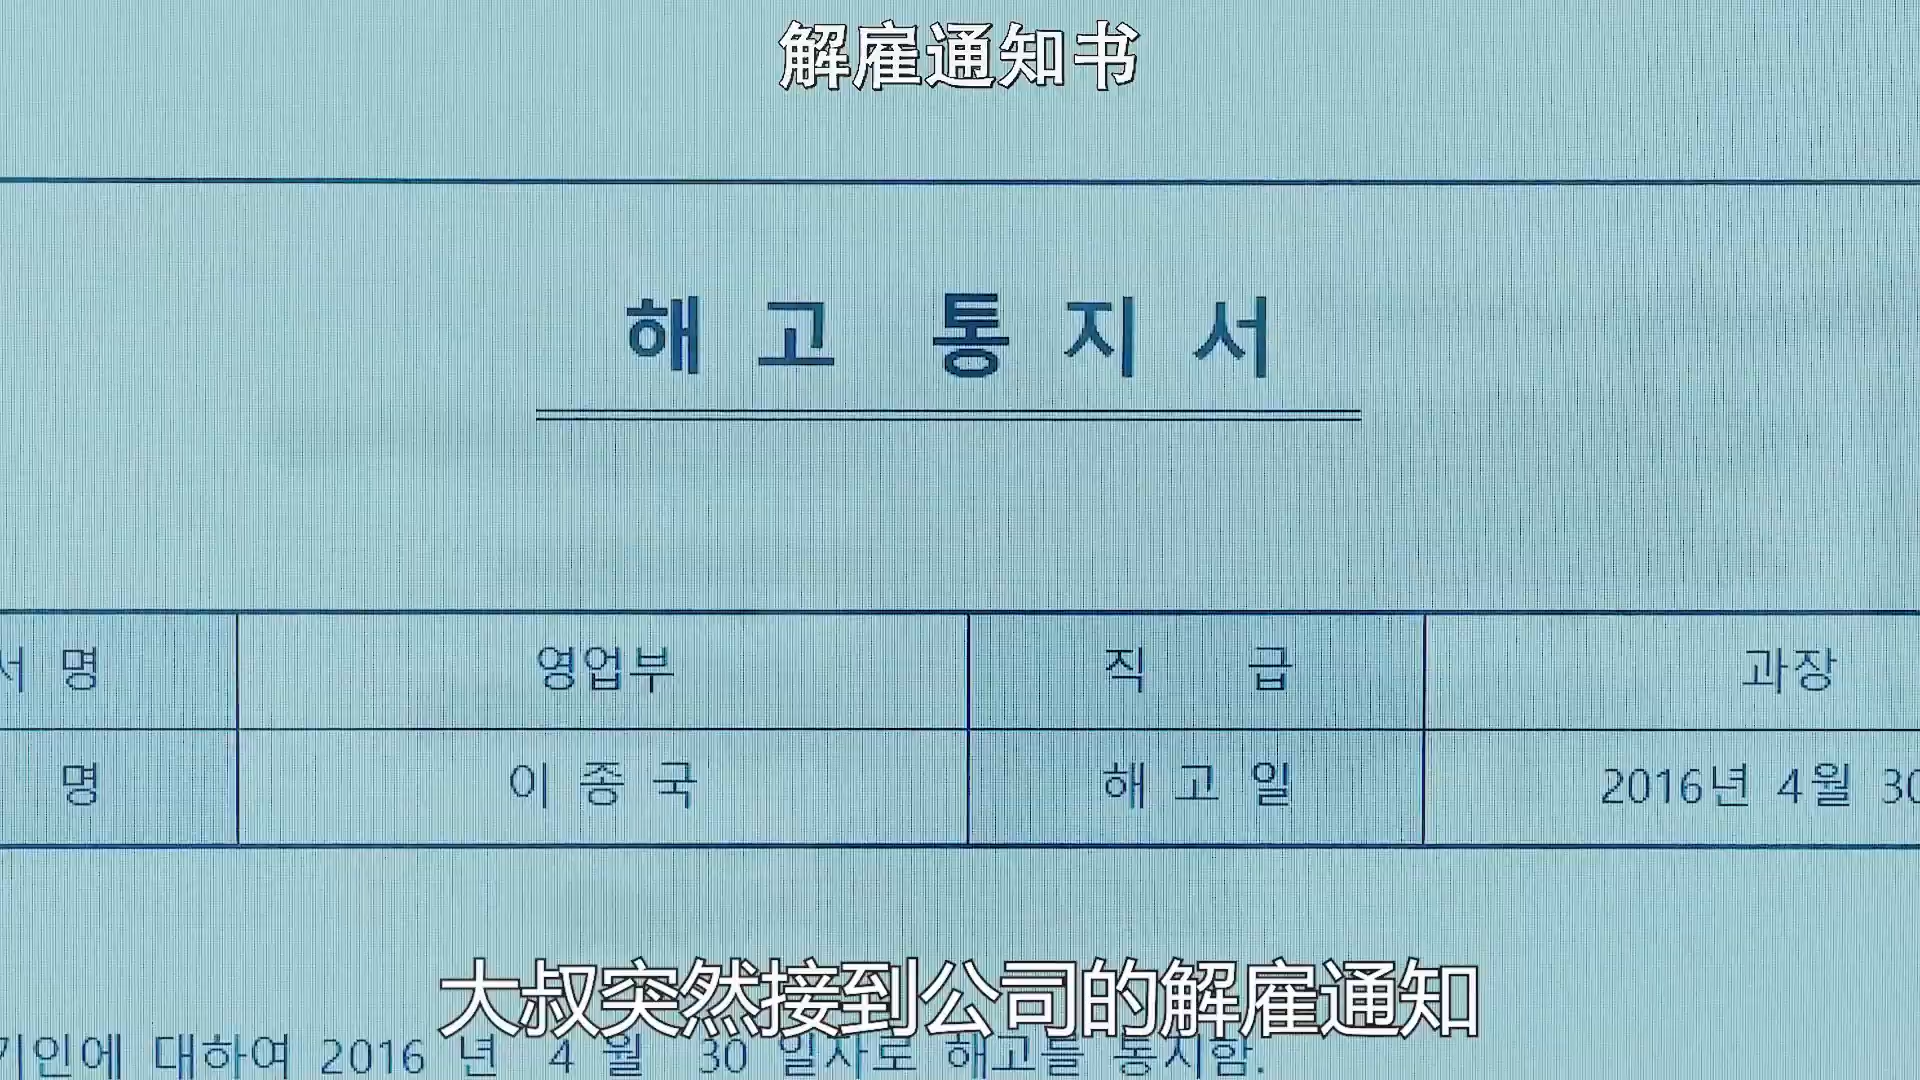 解雇通知书
해 고 통 지 서
서 명 영업부 직 급 과장
명 이 종 국 해 고 일 2016년 4월 30
大叔突然接到公司的解雇通知
기인에 대하여 2016 년 4 월 30 일자로 해고를 통지함.